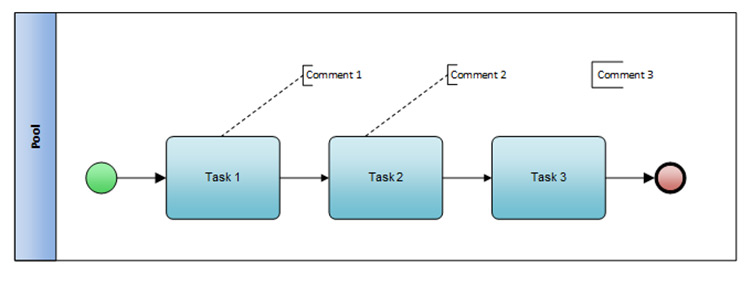 Pool
Comment 1
Comment 2
Comment 3
Task 1
Task 2
Task 3